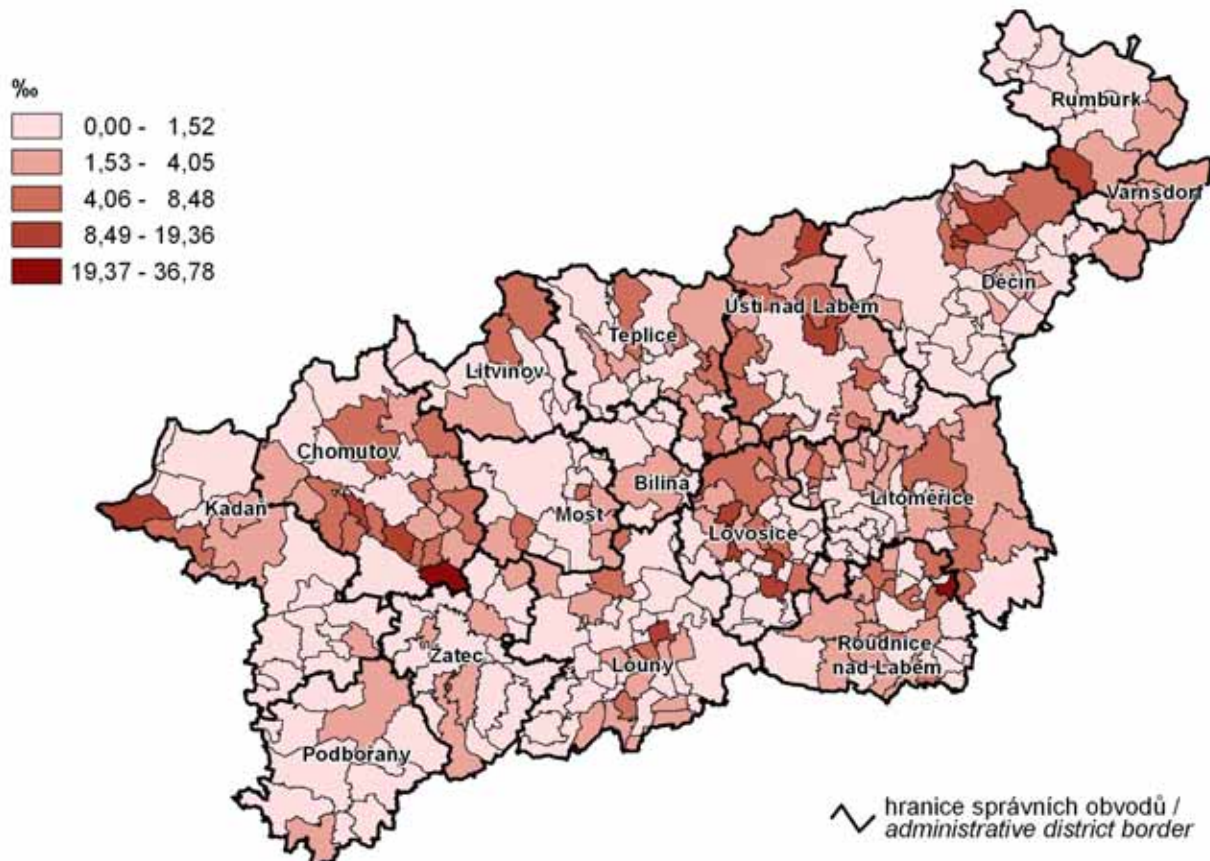 ‰
0,00 - 1,52
1,53 - 4,05
4,06 - 8,48
8,49 - 19,36
19,37 - 36,78
Rumburk
Varnsdorf
Děčín
Ústí nad Labem
Teplice
Litvínov
Chomutov
Bílina
Litoměřice
Kadaň
Most
Lovosice
Roudnice
nad Labem
Žatec
Louny
Podbořany
hranice správních obvodů /
administrative district border